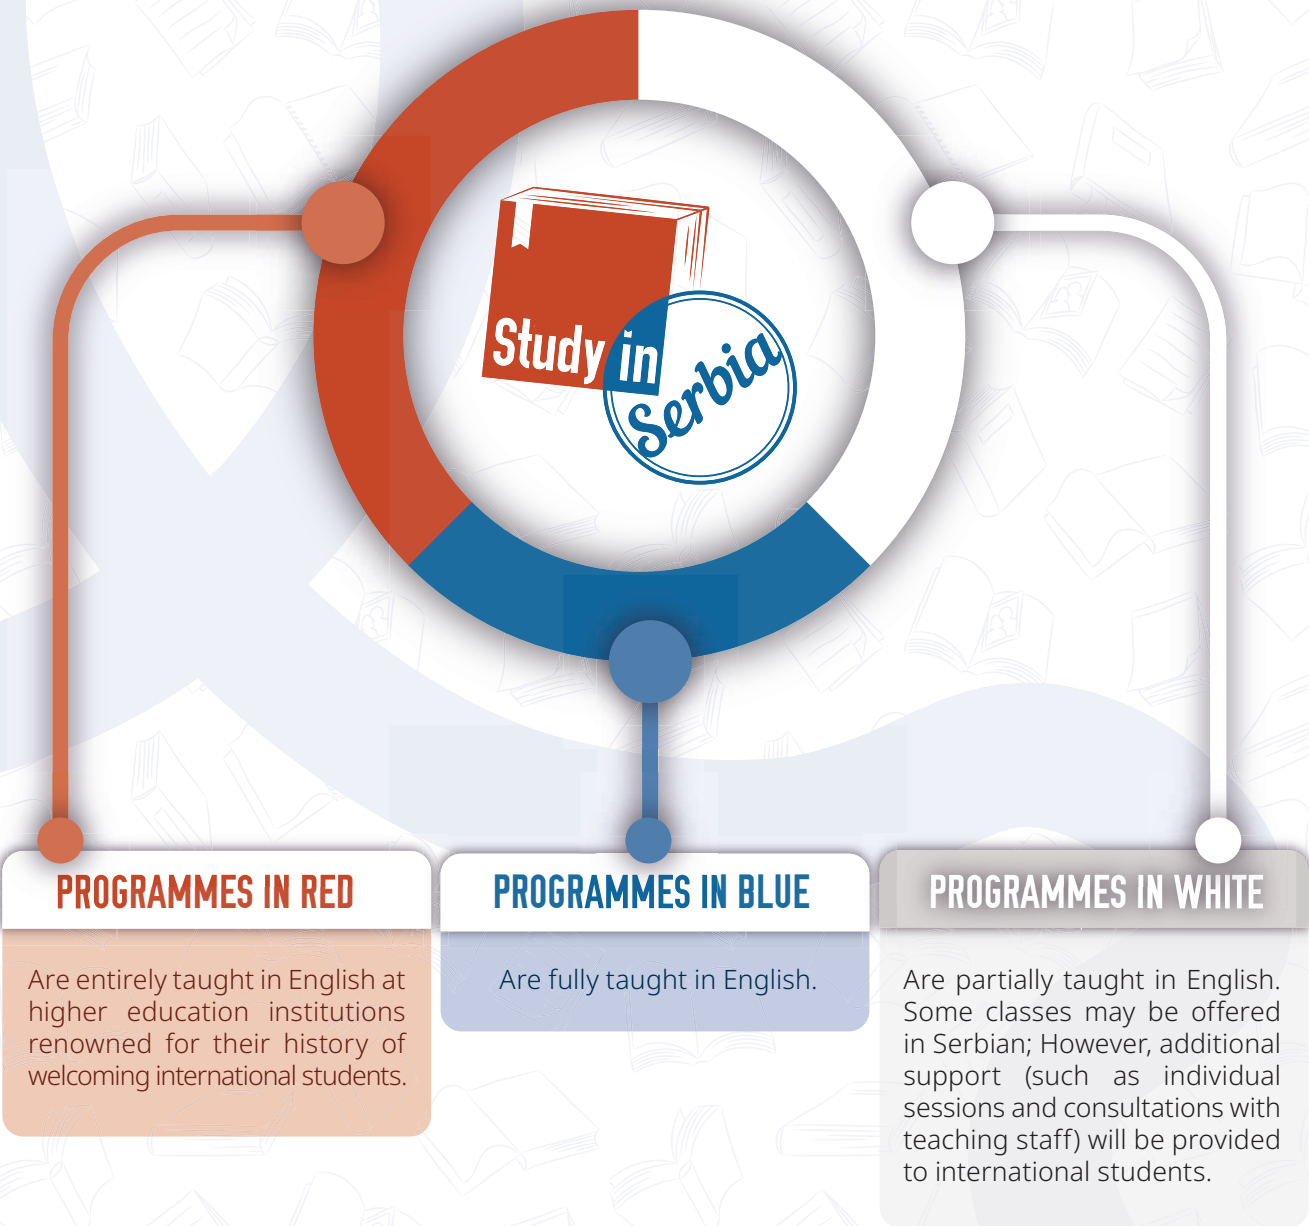 Study in
Serbia
PROGRAMMES IN RED
Are entirely taught in English at
higher education institutions
renowned for their history of
welcoming international students.
PROGRAMMES IN BLUE
Are fully taught in English.
PROGRAMMES IN WHITE
Are partially taught in English.
Some classes may be offered
in Serbian; However, additional
support (such as individual
sessions and consultations with
teaching staff) will be provided
to international students.